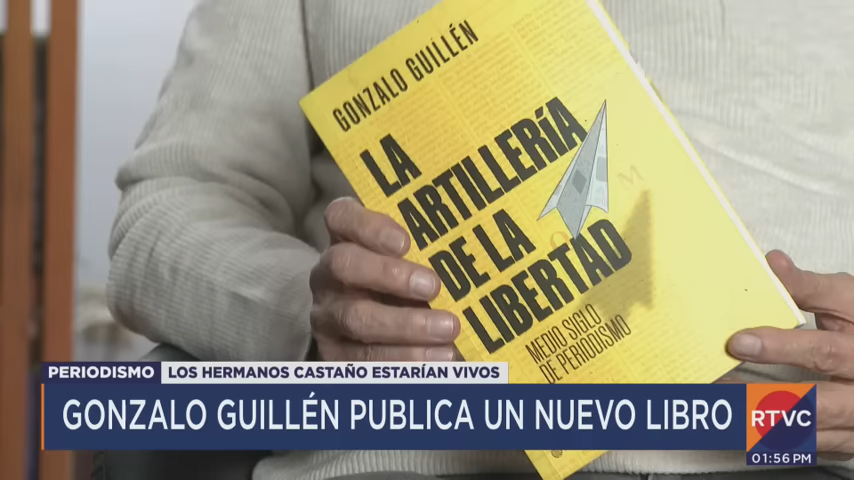 GONZALO GUILLÉN
LA
ARTILLERÍA
DE LA
LIBERTAD
MEDIO SIGLO
DE PERIODISMO
PERIODISMO LOS HERMANOS CASTAÑO ESTARÍAN VIVOS
GONZALO GUILLÉN PUBLICA UN NUEVO LIBRO
RTVC
01:56 PM